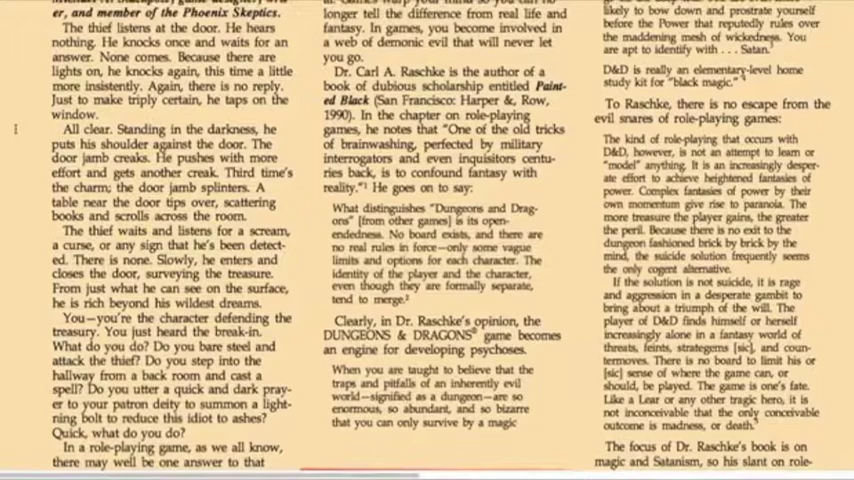 er, and member of the Phoenix Skeptics.
The thief listens at the door. He hears
nothing. He knocks once and waits for an
answer. None comes. Because there are
lights on, he knocks again, this time a little
more insistently. Again, there is no reply.
Just to make triply certain, he taps on the
window.
All clear. Standing in the darkness, he
puts his shoulder against the door. The
door jamb creaks. He pushes with more
effort and gets another creak. Third time's
the charm; the door jamb splinters. A
table near the door tips over, scattering
books and scrolls across the room.
The thief waits and listens for a scream,
a curse, or any sign that he's been detect-
ed. There is none. Slowly, he enters and
closes the door, surveying the treasure.
From just what he can see on the surface,
he is rich beyond his wildest dreams.
You—you're the character defending the
treasury. You just heard the break-in.
What do you do? Do you bare steel and
attack the thief? Do you step into the
hallway from a back room and cast a
spell? Do you utter a quick and dark pray-
er to your patron deity to summon a light-
ning bolt to reduce this idiot to ashes?
Quick, what do you do?
In a role-playing game, as we all know,
there may well be one answer to that
longer tell the difference from real life and
fantasy. In games, you become involved in
a web of demonic evil that will never let
you go.
Dr. Carl A. Raschke is the author of a
book of dubious scholarship entitled Paint-
ed Black (San Francisco: Harper &, Row,
1990). In the chapter on role-playing
games, he notes that “One of the old tricks
of brainwashing, perfected by military
interrogators and even inquisitors centu-
ries back, is to confound fantasy with
reality.”¹ He goes on to say:
What distinguishes “Dungeons and Drag-
ons” [from other games] is its open-
endedness. No board exists, and there are
no real rules in force—only some vague
limits and options for each character. The
identity of the player and the character,
even though they are formally separate,
tend to merge.²
Clearly, in Dr. Raschke's opinion, the
DUNGEONS & DRAGONS® game becomes
an engine for developing psychoses.
When you are taught to believe that the
traps and pitfalls of an inherently evil
world—signified as a dungeon—are so
enormous, so abundant, and so bizarre
that you can only survive by a magic
likely to bow down and prostrate yourself
before the Power that reputedly rules over
the maddening mesh of wickedness. You
are apt to identify with . . . Satan.³
D&D is really an elementary-level home
study kit for “black magic.”⁴
To Raschke, there is no escape from the
evil snares of role-playing games:
The kind of role-playing that occurs with
D&D, however, is not an attempt to learn or
“model” anything. It is an increasingly desper-
ate effort to achieve heightened fantasies of
power. Complex fantasies of power by their
own momentum give rise to paranoia. The
more treasure the player gains, the greater
the peril. Because there is no exit to the
dungeon fashioned brick by brick by the
mind, the suicide solution frequently seems
the only cogent alternative.
If the solution is not suicide, it is rage
and aggression in a desperate gambit to
bring about a triumph of the will. The
player of D&D finds himself or herself
increasingly alone in a fantasy world of
threats, feints, strategems [sic], and coun-
termoves. There is no board to limit his or
[sic] sense of where the game can, or
should, be played. The game is one's fate.
Like a Lear or any other tragic hero, it is
not inconceivable that the only conceivable
outcome is madness, or death.⁵
The focus of Dr. Raschke's book is on
magic and Satanism, so his slant on role-